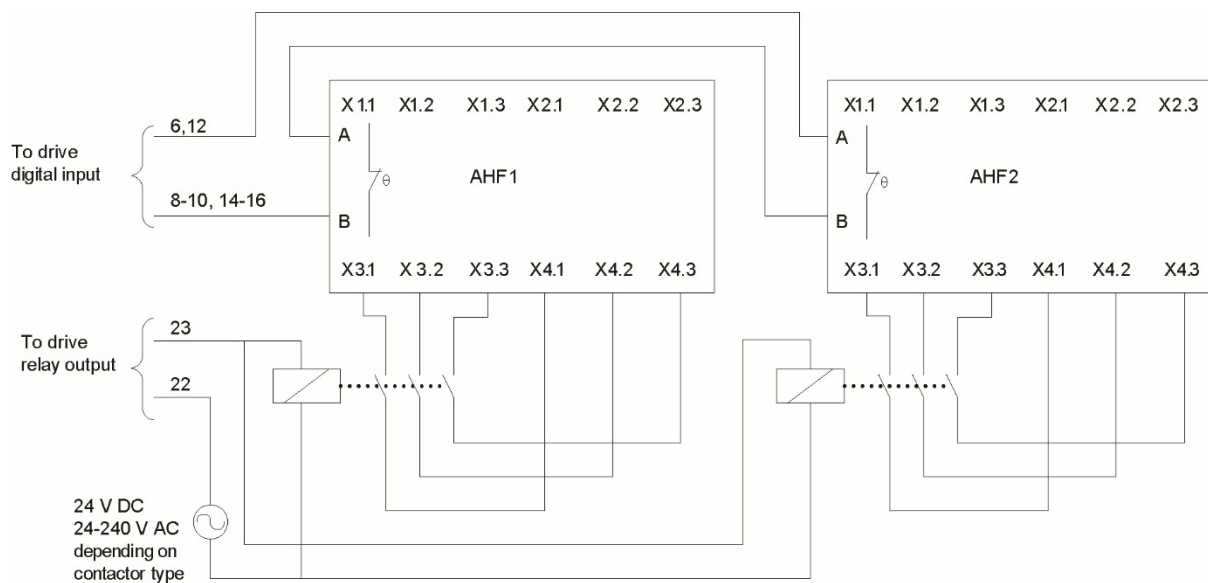 X1.1 X1.2 X1.3 X2.1 X2.2 X2.3
A
θ
AHF1
B
X3.1 X3.2 X3.3 X4.1 X4.2 X4.3
X1.1 X1.2 X1.3 X2.1 X2.2 X2.3
A
θ
AHF2
B
X3.1 X3.2 X3.3 X4.1 X4.2 X4.3
To drive
digital input
6,12
8-10, 14-16
To drive
relay output
23
22
24 V DC
24-240 V AC
depending on
contactor type